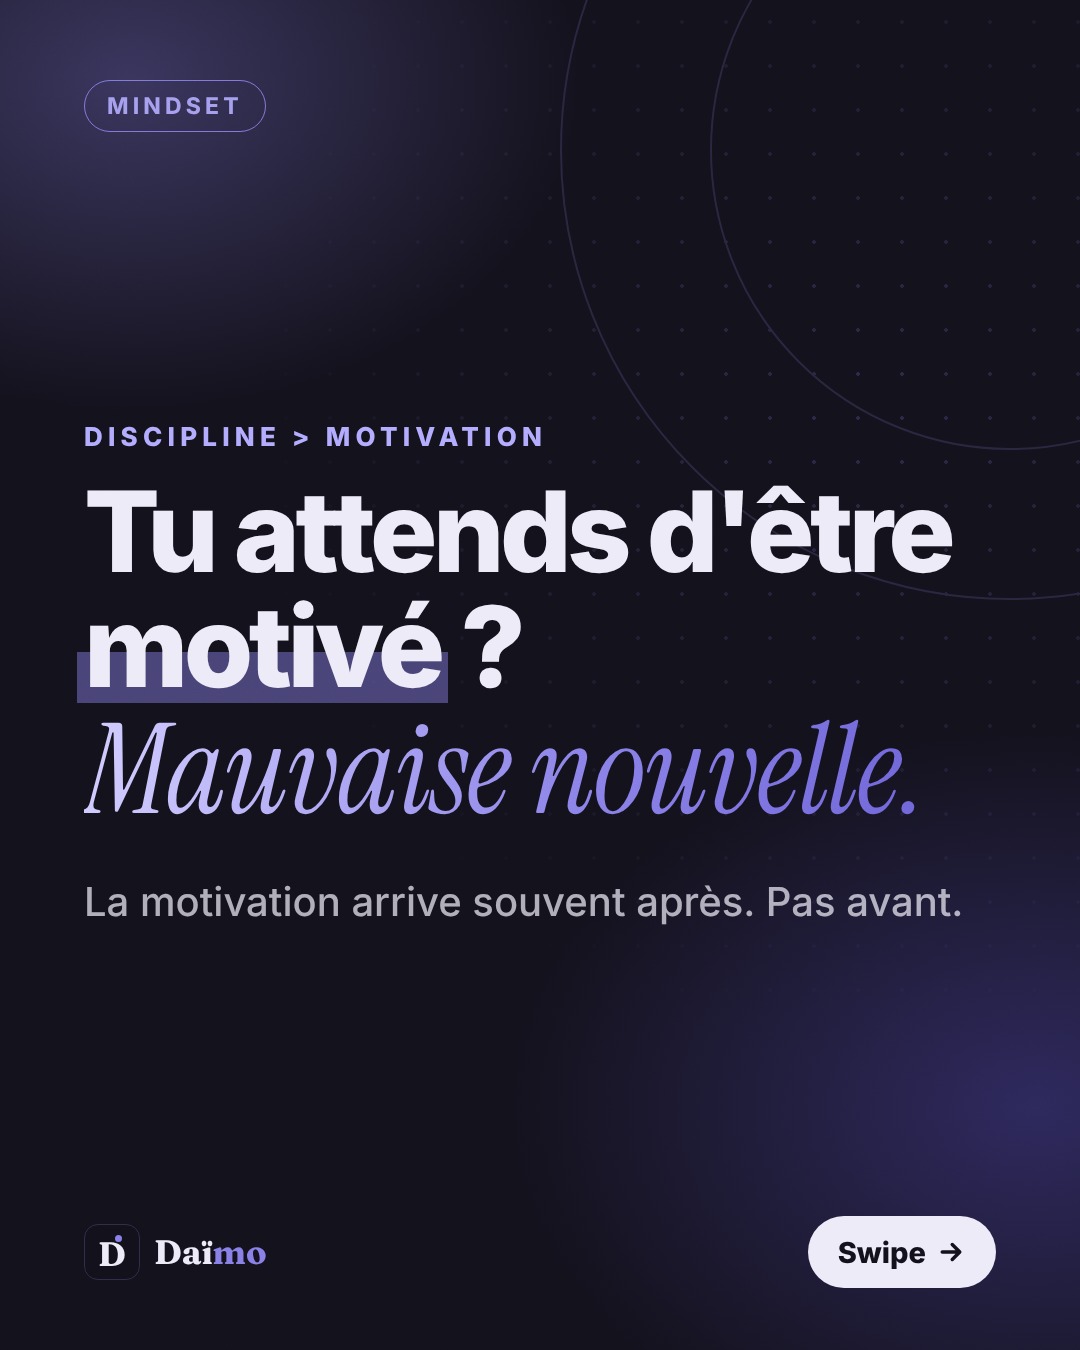 MINDSET
DISCIPLINE > MOTIVATION
Tu attends d'être
motivé ?
Mauvaise nouvelle.
La motivation arrive souvent après. Pas avant.
D Daïmo
Swipe →